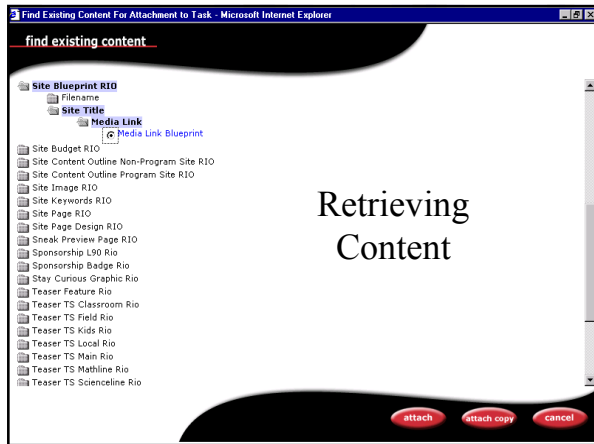 Find Existing Content For Attachment to Task - Microsoft Internet Explorer
find existing content
Site Blueprint RIO
Filename
Site Title
Media Link
Media Link Blueprint
Site Budget RIO
Site Content Outline Non-Program Site RIO
Site Content Outline Program Site RIO
Site Image RIO
Site Keywords RIO
Site Page RIO
Site Page Design RIO
Sneak Preview Page RIO
Sponsorship L90 Rio
Sponsorship Badge Rio
Stay Curious Graphic Rio
Teaser Feature Rio
Teaser TS Classroom Rio
Teaser TS Field Rio
Teaser TS Kids Rio
Teaser TS Local Rio
Teaser TS Main Rio
Teaser TS Mathline Rio
Teaser TS Scienceline Rio
Retrieving
Content
attach
attach copy
cancel